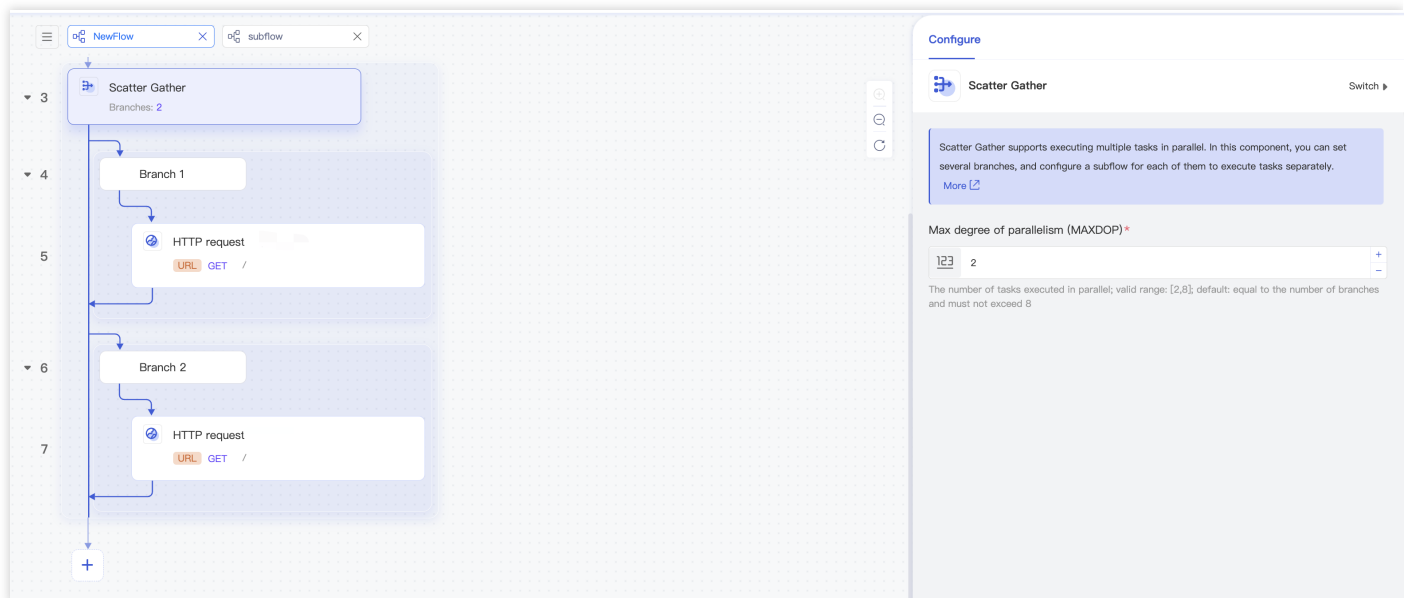 NewFlow
subflow
3
Scatter Gather
Branches: 2
4
Branch 1
5
HTTP request
URL GET /
6
Branch 2
7
HTTP request
URL GET /
Configure
Scatter Gather
Switch
Scatter Gather supports executing multiple tasks in parallel. In this component, you can set
several branches, and configure a subflow for each of them to execute tasks separately.
More
Max degree of parallelism (MAXDOP)*
123 2
The number of tasks executed in parallel; valid range: [2,8]; default: equal to the number of branches
and must not exceed 8